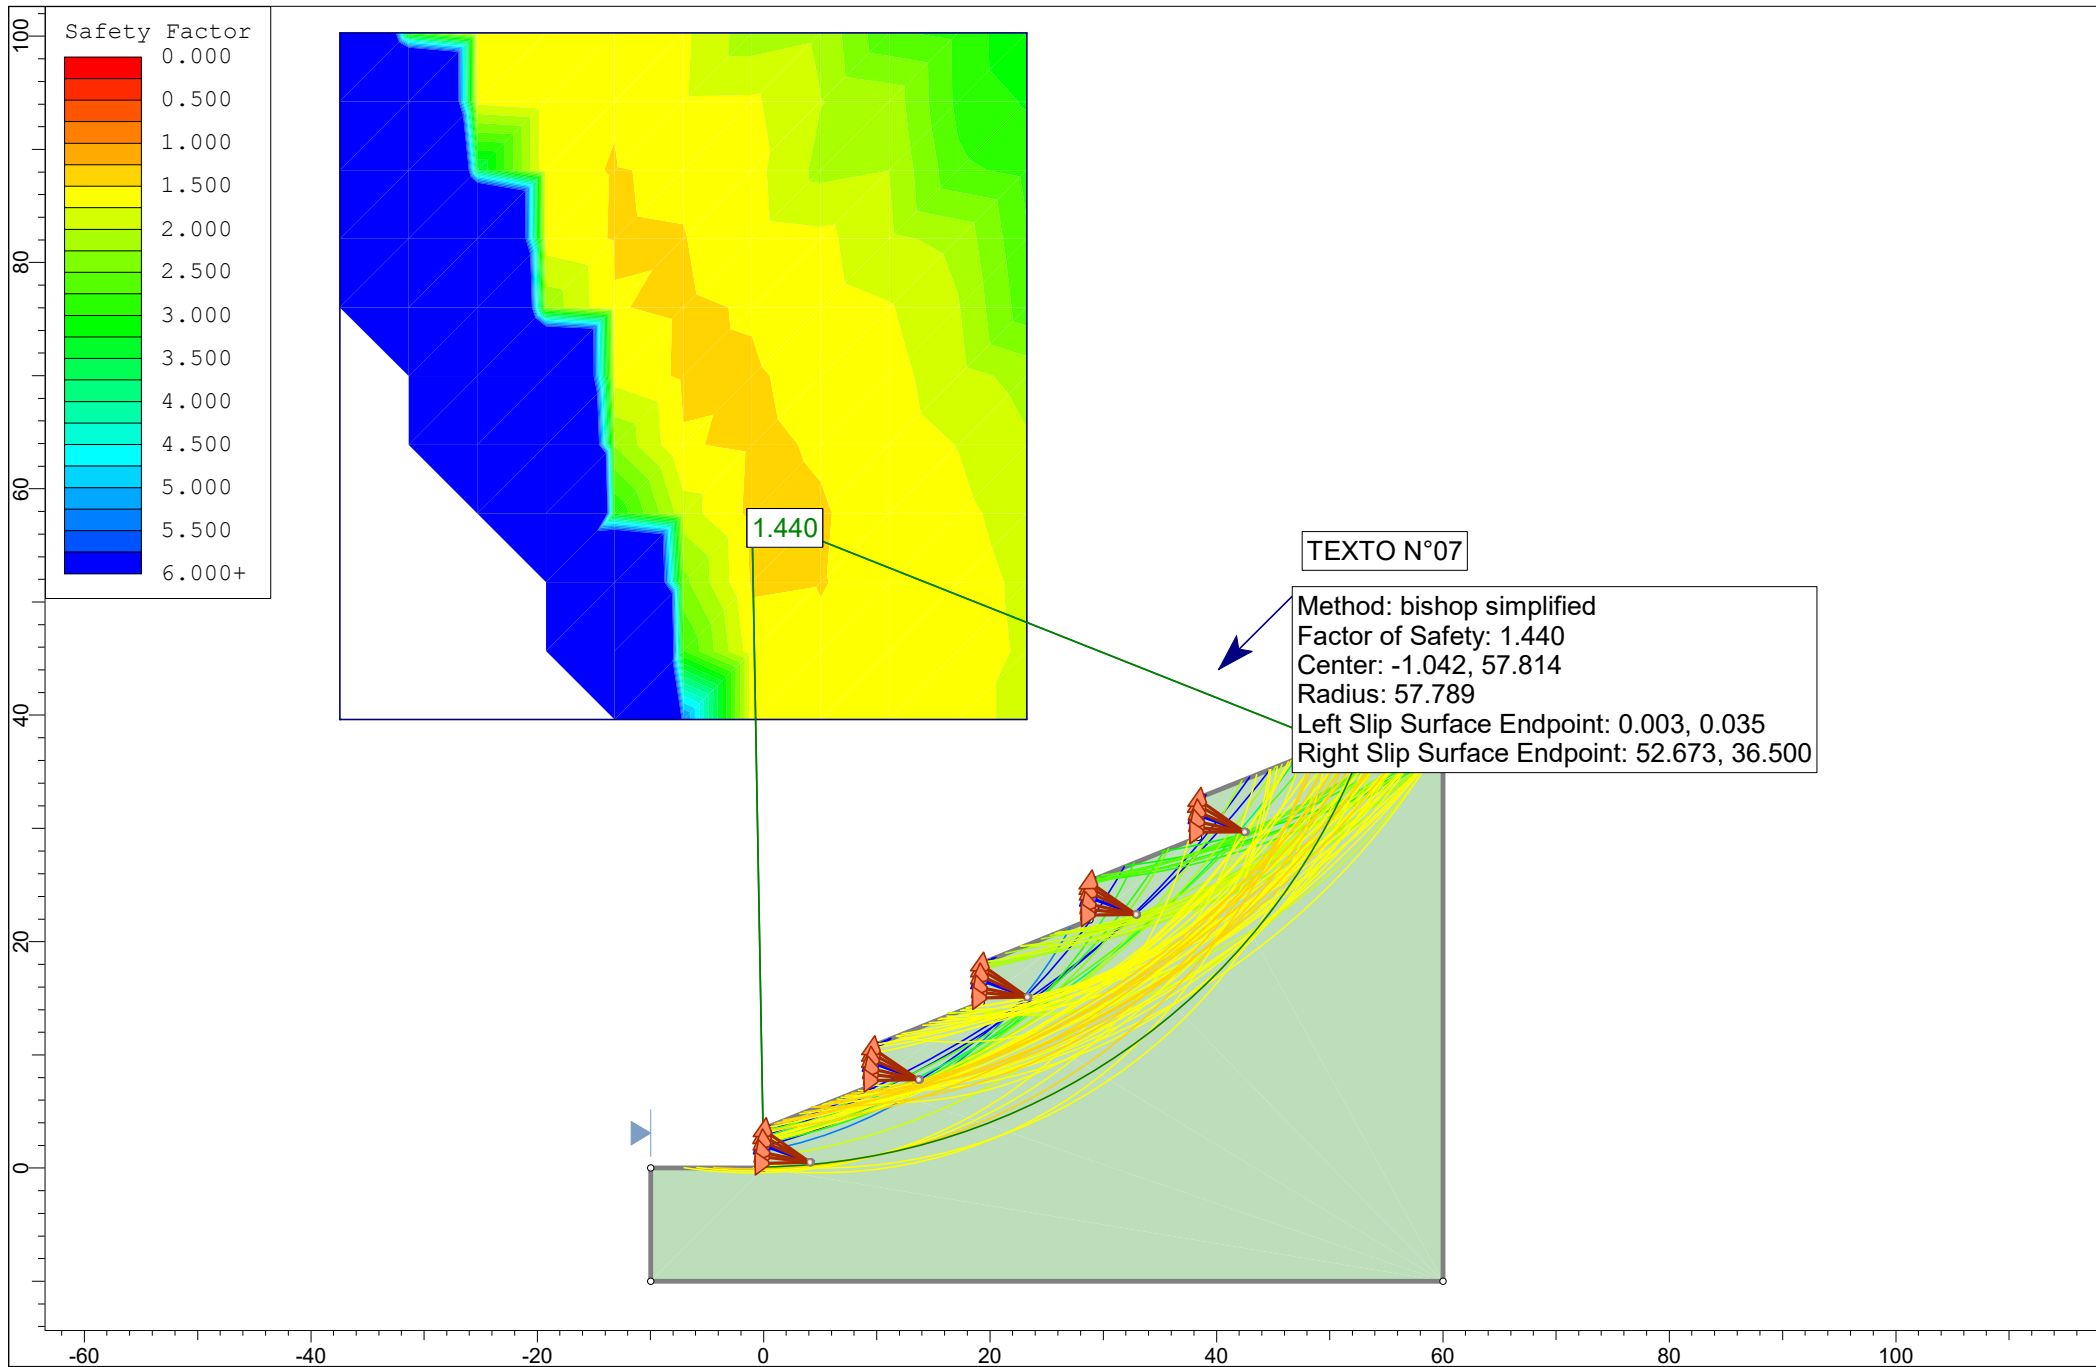 Safety Factor
0.000
0.500
1.000
1.500
2.000
2.500
3.000
3.500
4.000
4.500
5.000
5.500
6.000+
100
80
60
40
20
0
1.440
TEXTO N°07
Method: bishop simplified
Factor of Safety: 1.440
Center: -1.042, 57.814
Radius: 57.789
Left Slip Surface Endpoint: 0.003, 0.035
Right Slip Surface Endpoint: 52.673, 36.500
-60 -40 -20 0 20 40 60 80 100